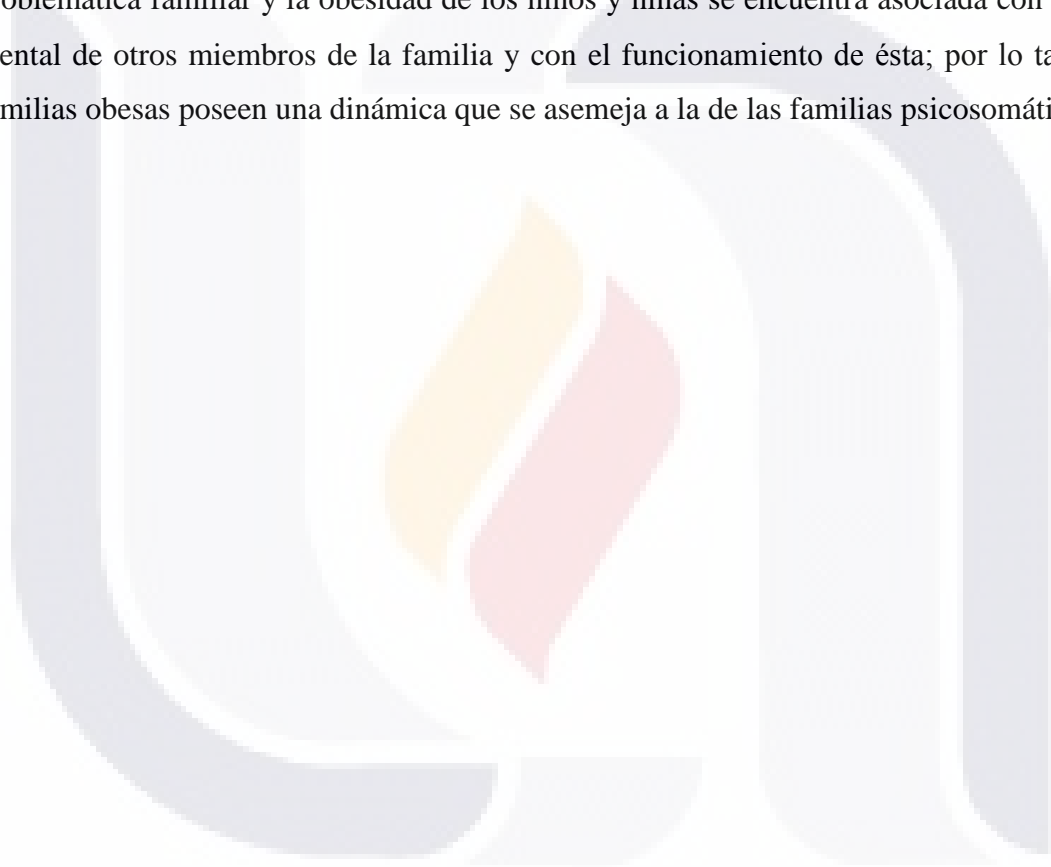 oblemática familiar y la obesidad de los niños y niñas se encuentra asociada con
ental de otros miembros de la familia y con el funcionamiento de ésta; por lo ta
milias obesas poseen una dinámica que se asemeja a la de las familias psicosomáti